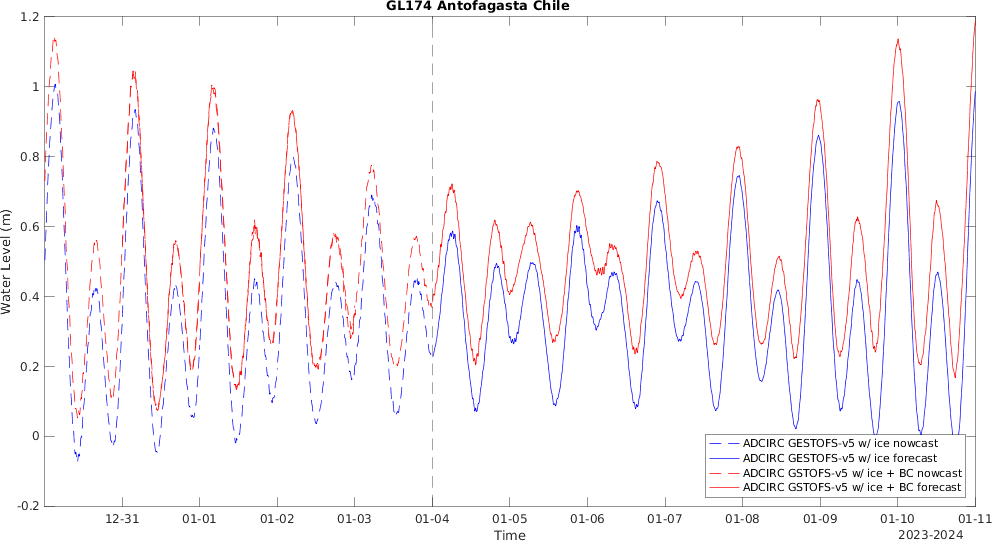 GL174 Antofagasta Chile
1.2
1
0.8
0.6
0.4
0.2
0
-0.2
Water Level (m)
12-31 01-01 01-02 01-03 01-04 01-05 01-06 01-07 01-08 01-09 01-10 01-11
Time
2023-2024
ADCIRC GESTOFS-v5 w/ ice nowcast
ADCIRC GESTOFS-v5 w/ ice forecast
ADCIRC GSTOFS-v5 w/ ice + BC nowcast
ADCIRC GSTOFS-v5 w/ ice + BC forecast